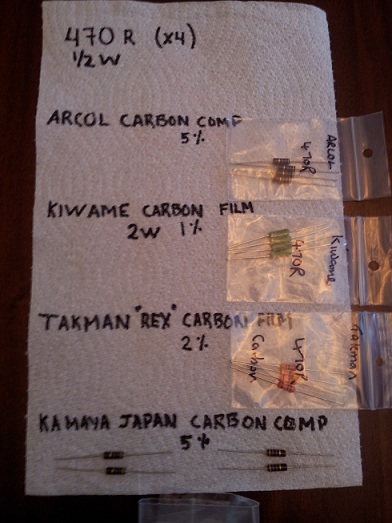 470R (x4)
1/2W
ARCOL CARBON COMP
5%
ARCOL
470R
KIWAME CARBON FILM
2W 1%
470R
Kiwame
TAKMAN "REX" CARBON FILM
2%
Carbon
470R
Takman
KAMAYA JAPAN CARBON COMP
5%